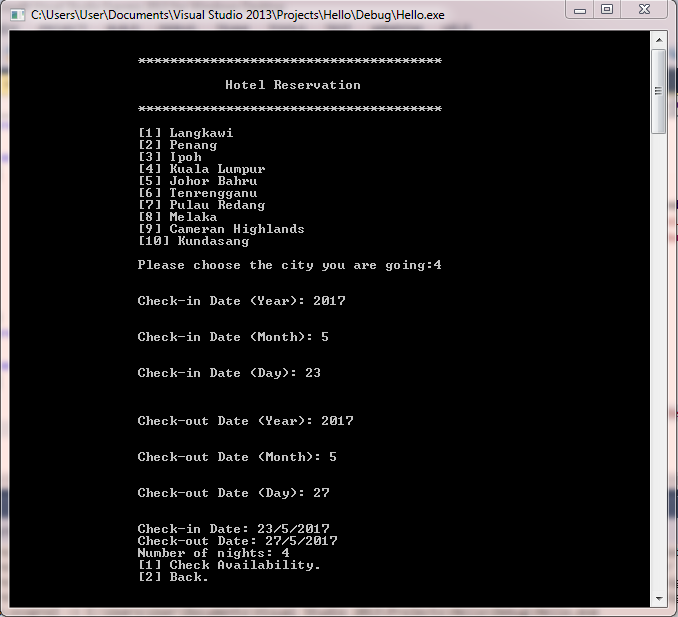 C:\Users\User\Documents\Visual Studio 2013\Projects\Hello\Debug\Hello.exe
**************************************
Hotel Reservation
**************************************
[1] Langkawi
[2] Penang
[3] Ipoh
[4] Kuala Lumpur
[5] Johor Bahru
[6] Tenrengganu
[7] Pulau Redang
[8] Melaka
[9] Cameran Highlands
[10] Kundasang
Please choose the city you are going:4
Check-in Date (Year): 2017
Check-in Date (Month): 5
Check-in Date (Day): 23
Check-out Date (Year): 2017
Check-out Date (Month): 5
Check-out Date (Day): 27
Check-in Date: 23/5/2017
Check-out Date: 27/5/2017
Number of nights: 4
[1] Check Availability.
[2] Back.